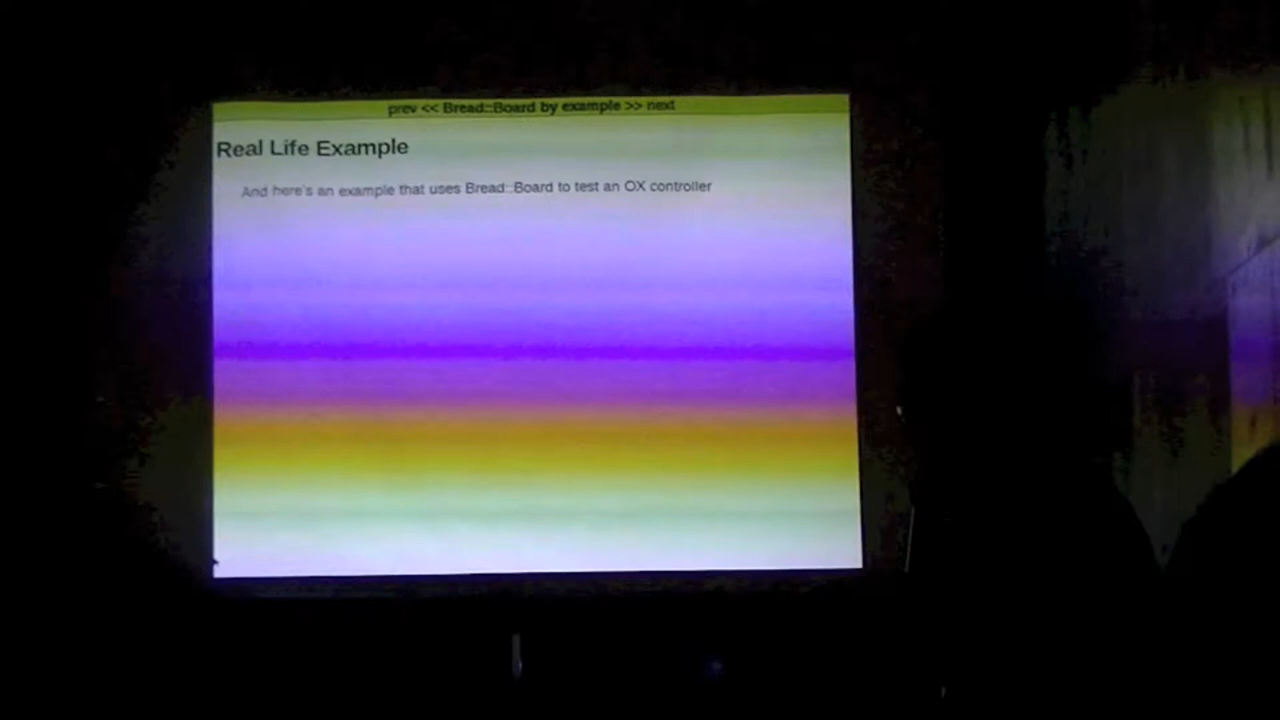 prev << Bread::Board by example >> next
Real Life Example
And here's an example that uses Bread::Board to test an OX controller